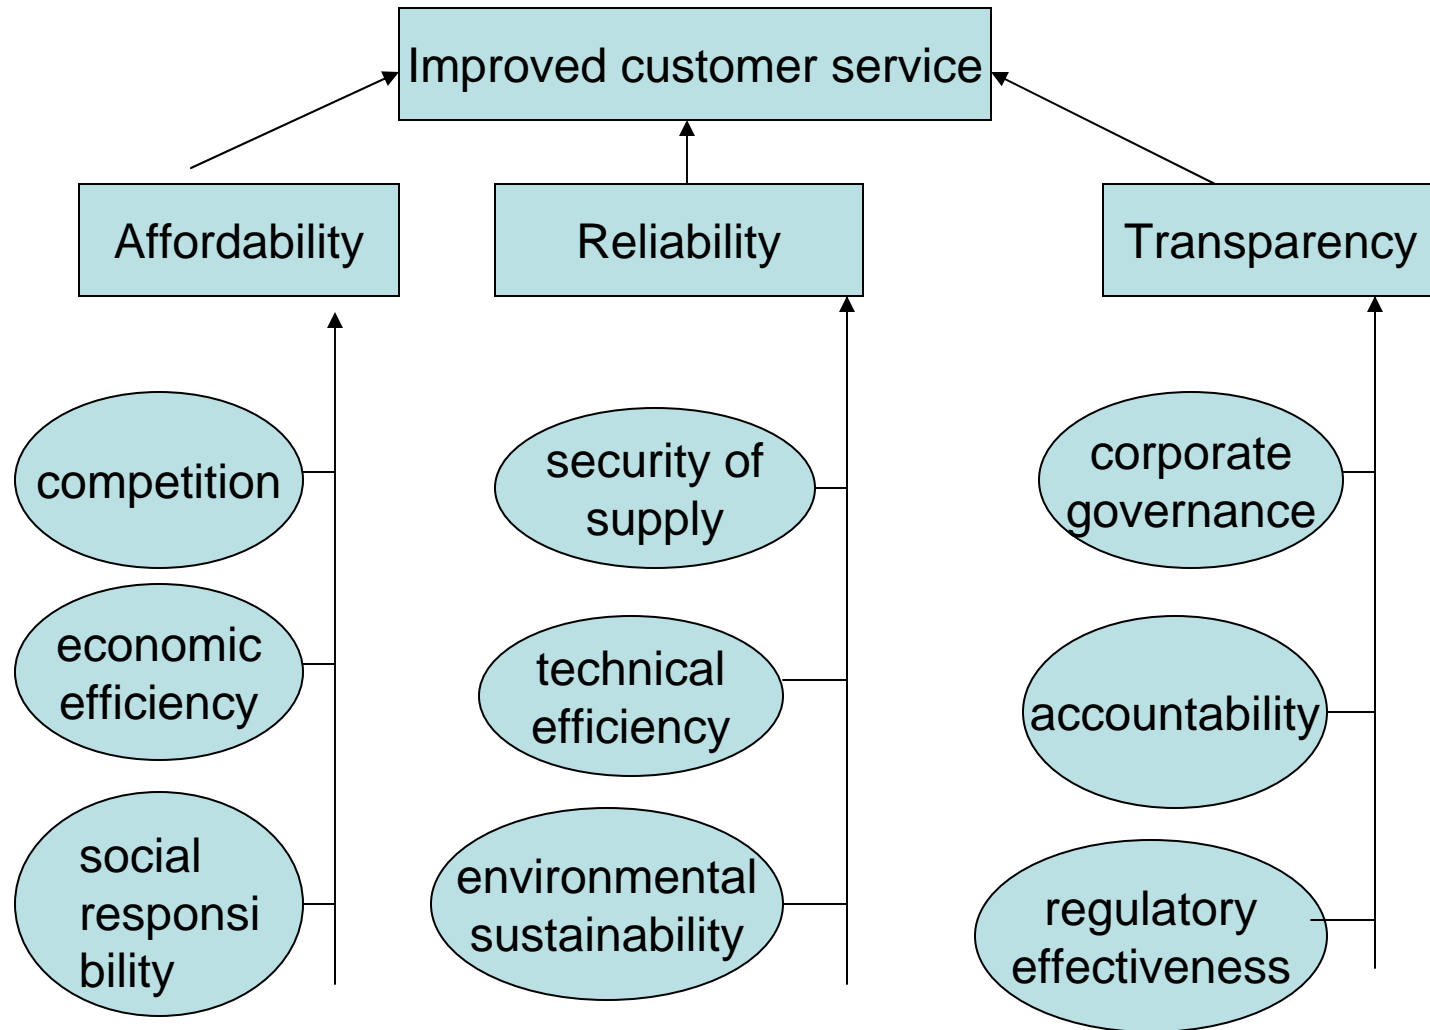 Improved customer service
Affordability
Reliability
Transparency
competition
economic
efficiency
social
responsi
bility
security of
supply
technical
efficiency
environmental
sustainability
corporate
governance
accountability
regulatory
effectiveness